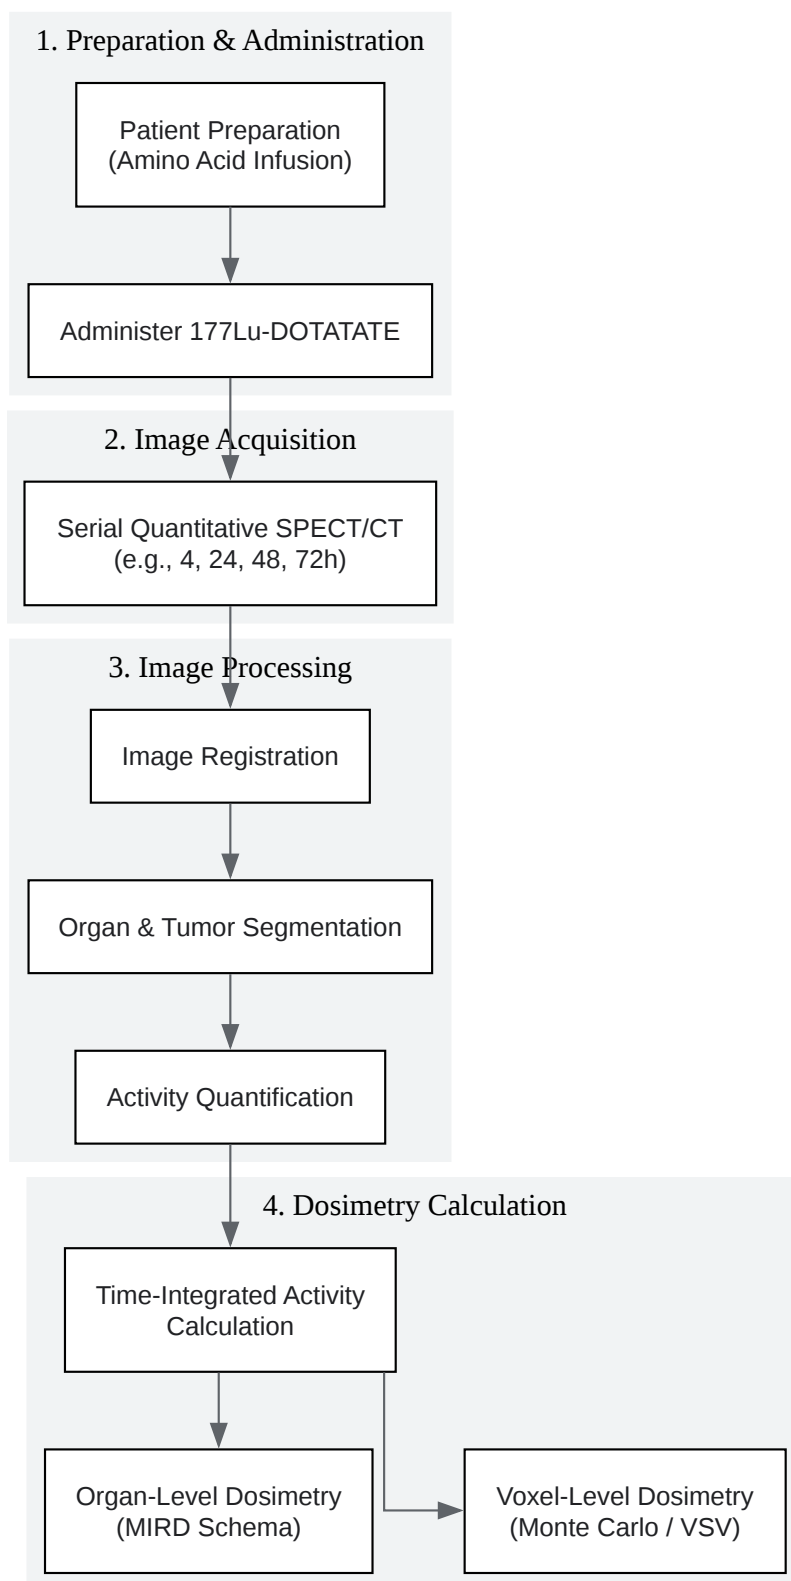 1. Preparation & Administration
Patient Preparation
(Amino Acid Infusion)
Administer 177Lu-DOTATATE
2. Image Acquisition
Serial Quantitative SPECT/CT
(e.g., 4, 24, 48, 72h)
3. Image Processing
Image Registration
Organ & Tumor Segmentation
Activity Quantification
4. Dosimetry Calculation
Time-Integrated Activity
Calculation
Organ-Level Dosimetry
(MIRD Schema)
Voxel-Level Dosimetry
(Monte Carlo / VSV)